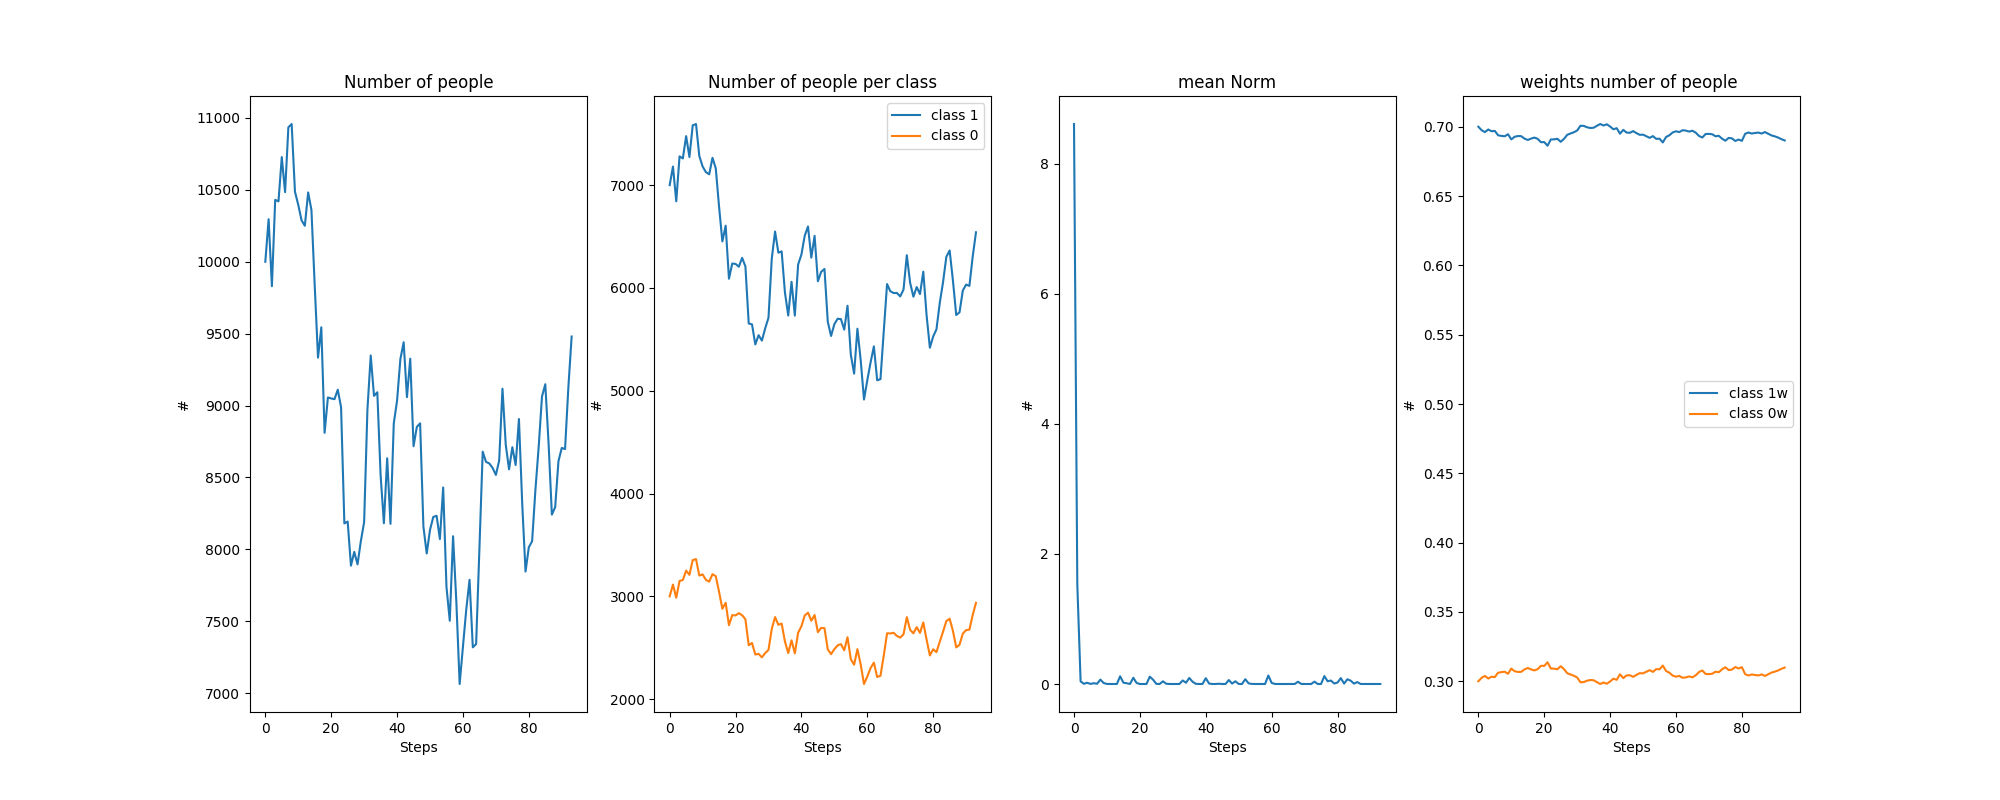 Number of people
11000
10500
10000
9500
9000
8500
8000
7500
7000
#
0 20 40 60 80
Steps
Number of people per class
class 1
class 0
7000
6000
5000
4000
3000
2000
#
0 20 40 60 80
Steps
mean Norm
8
6
4
2
0
#
0 20 40 60 80
Steps
weights number of people
0.70
0.65
0.60
0.55
0.50
0.45
0.40
0.35
0.30
#
class 1w
class 0w
0 20 40 60 80
Steps